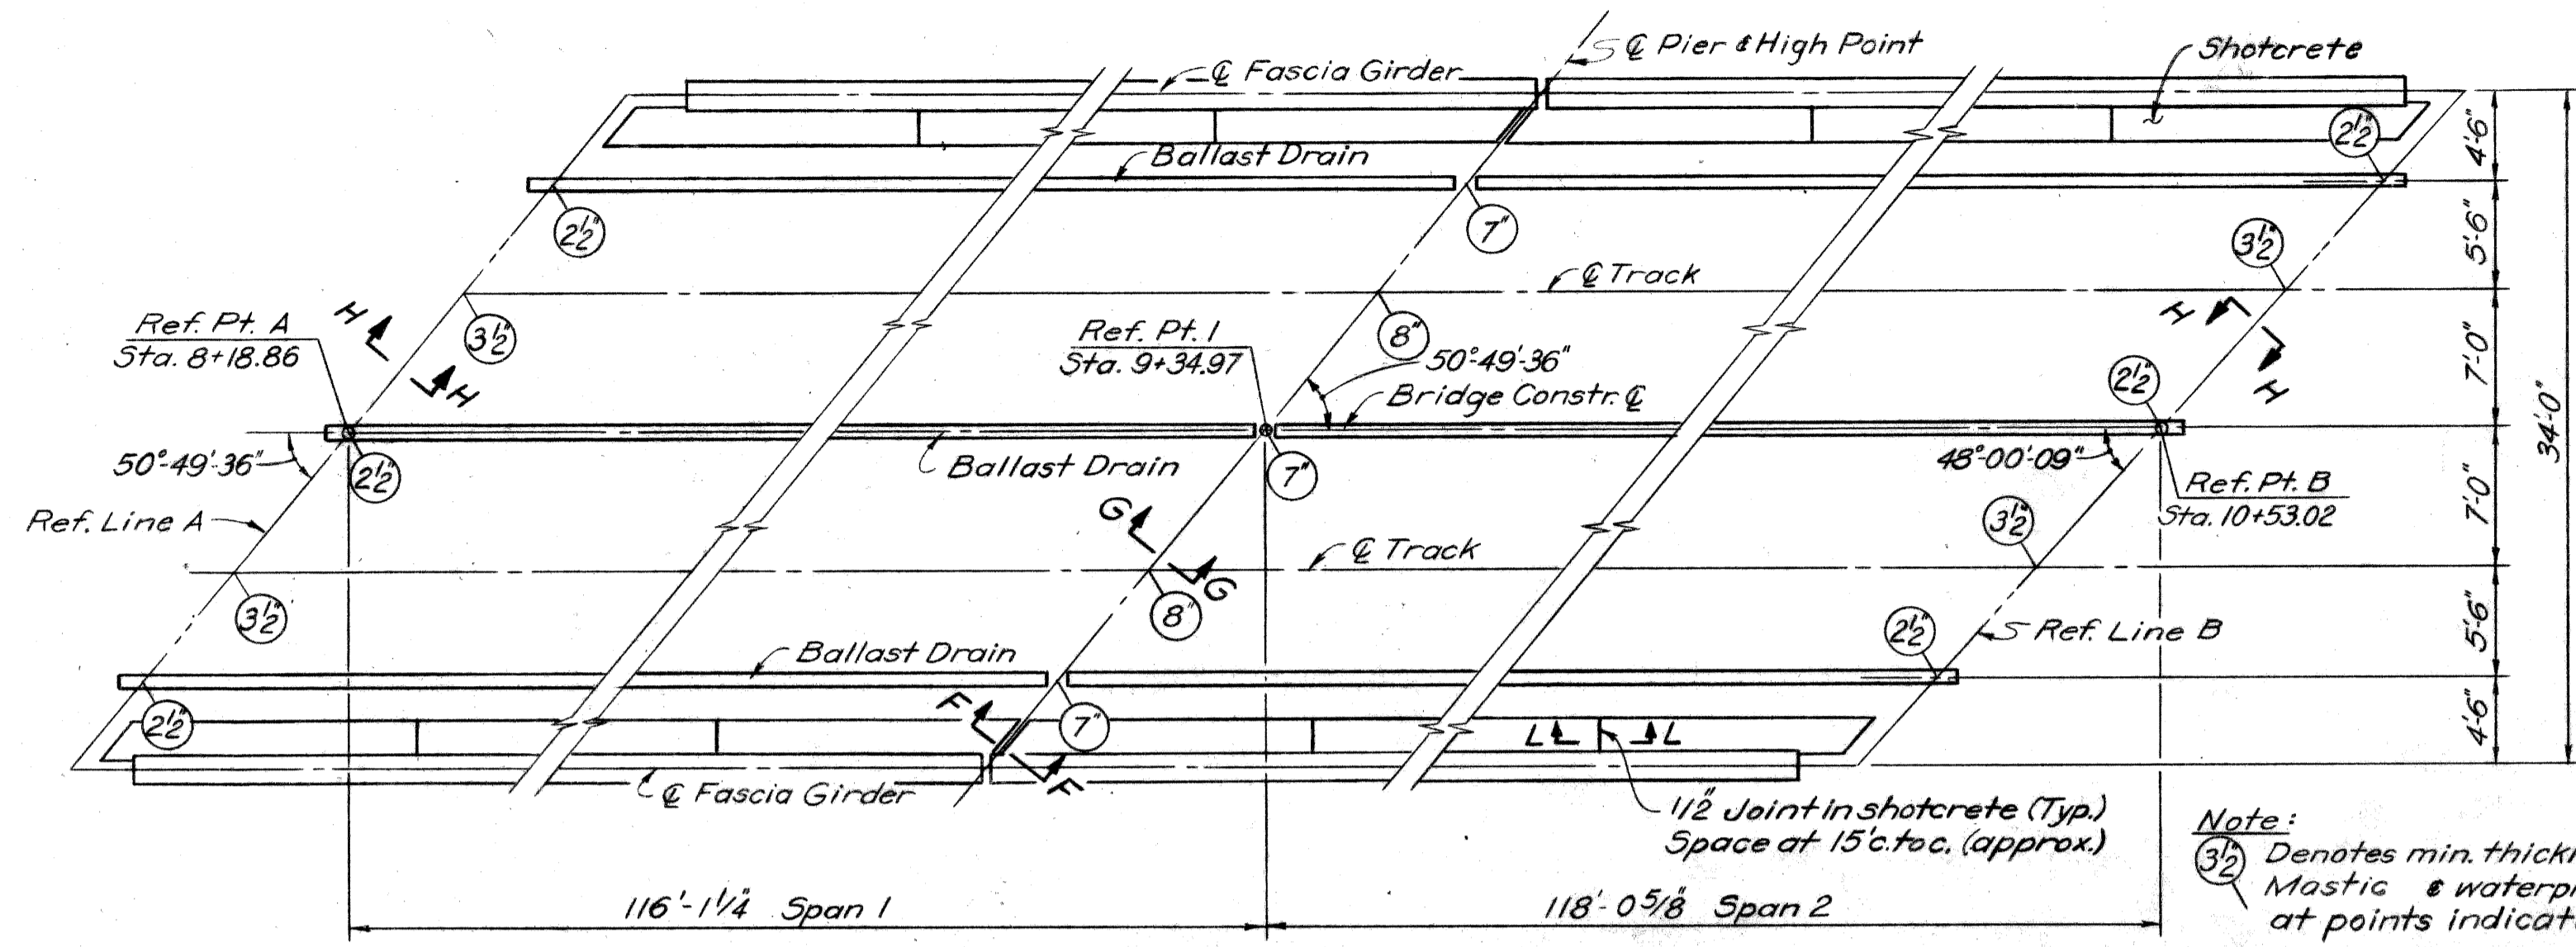 ℄ Pier & High Point
Shotcrete
℄ Fascia Girder
2½"
4'-6"
Ballast Drain
2½"
7"
5'-6"
3½"
℄ Track
H
Ref. Pt. A
Sta. 8+18.86
3½"
Ref. Pt. 1
Sta. 9+34.97
8"
H
7'-0"
50°-49'-36"
H
H
2½"
Bridge Constr. ℄
34'-0"
50°-49'-36"
2½"
Ballast Drain
7"
48°-00'-09"
Ref. Pt. B
Sta. 10+53.02
7'-0"
Ref. Line A
G
3½"
℄ Track
G
3½"
8"
5'-6"
2½"
Ref. Line B
Ballast Drain
F
2½"
7"
L L
4'-6"
F
℄ Fascia Girder
1/2" Joint in shotcrete (Typ.)
Space at 15' c. to c. (approx.)
Note:
3½" Denotes min.
Mastic & 
at points
116'-1¼" Span 1
118'-0⅝" Span 2